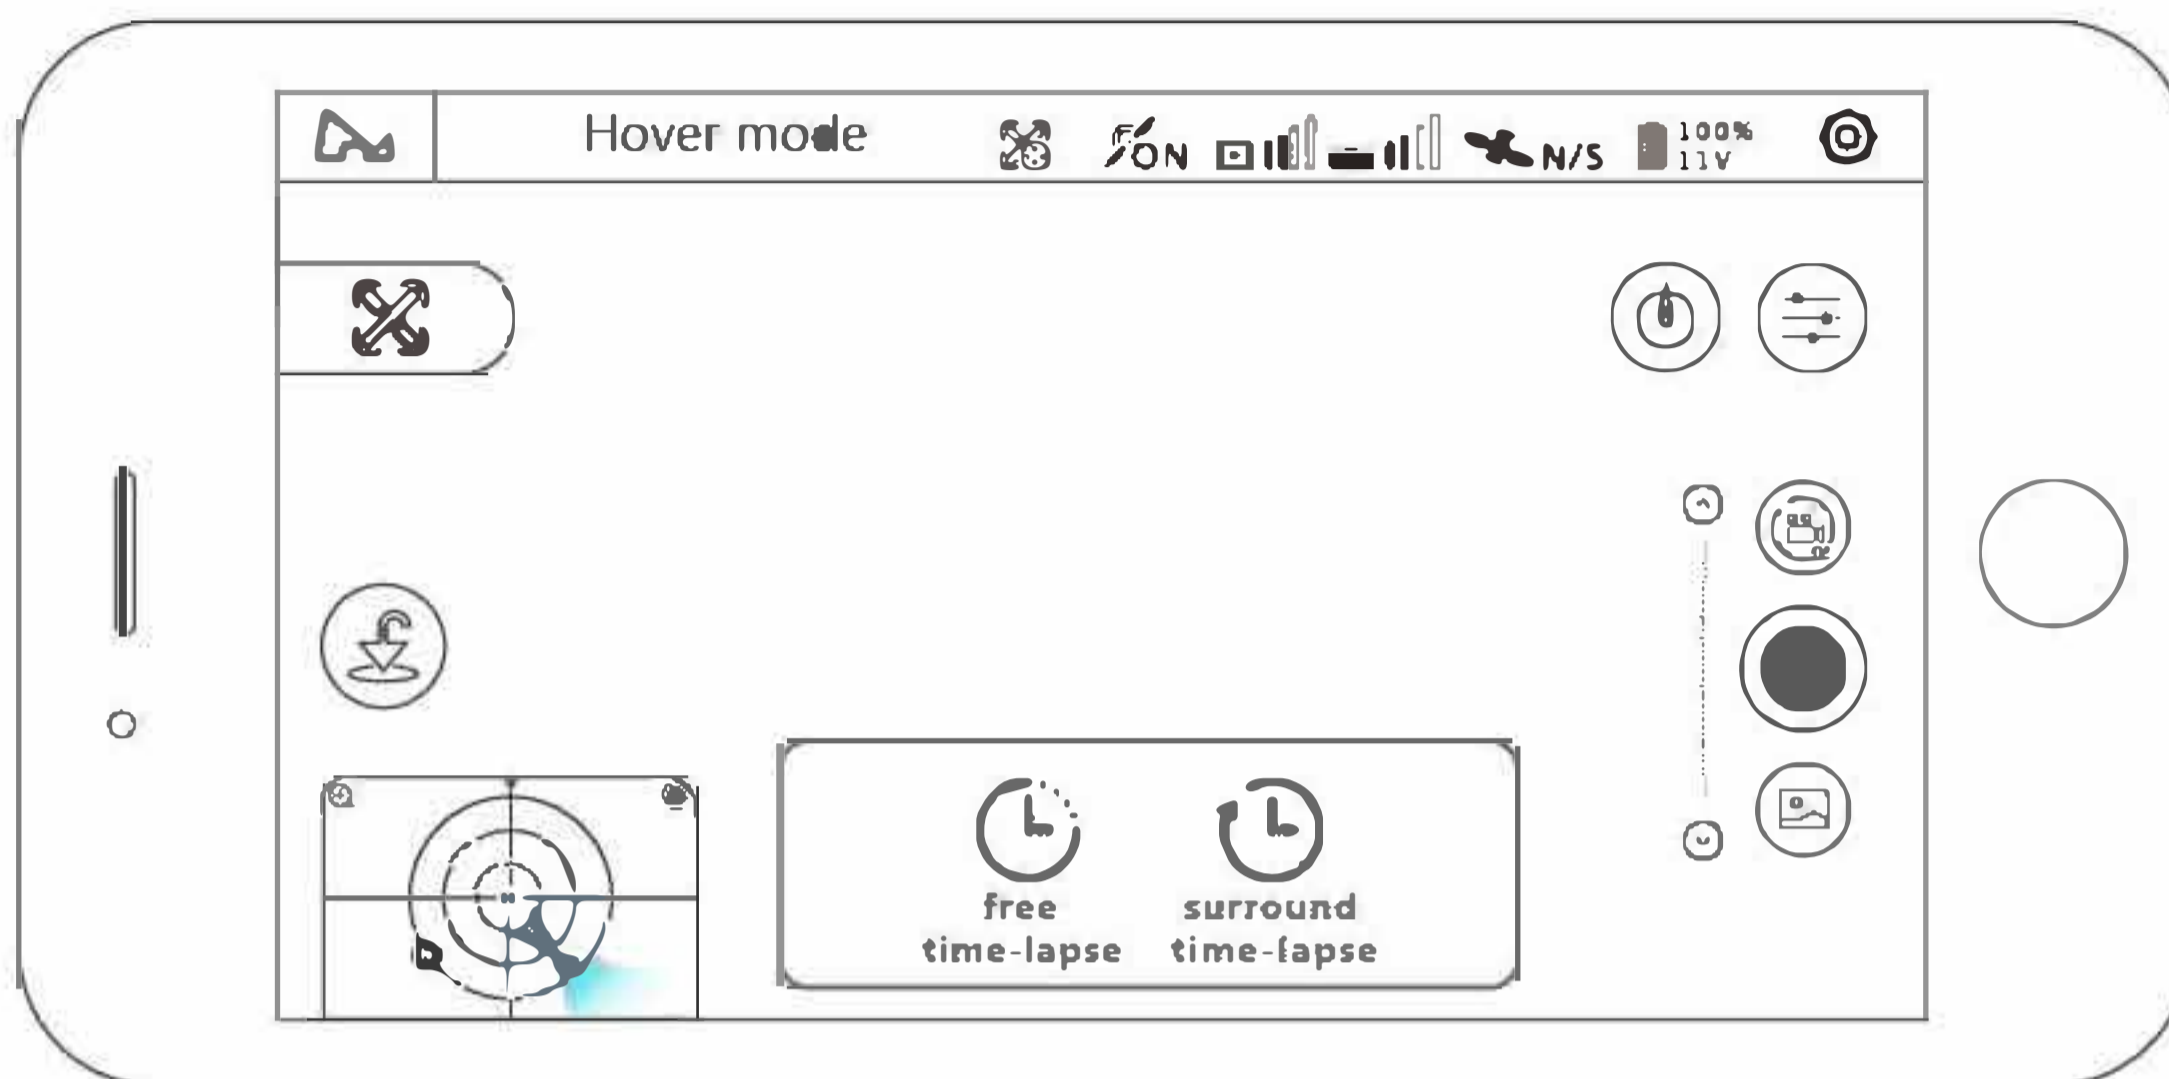 Hover mode
ON
N/S
100%
11V
free
time-lapse
surround
time-lapse